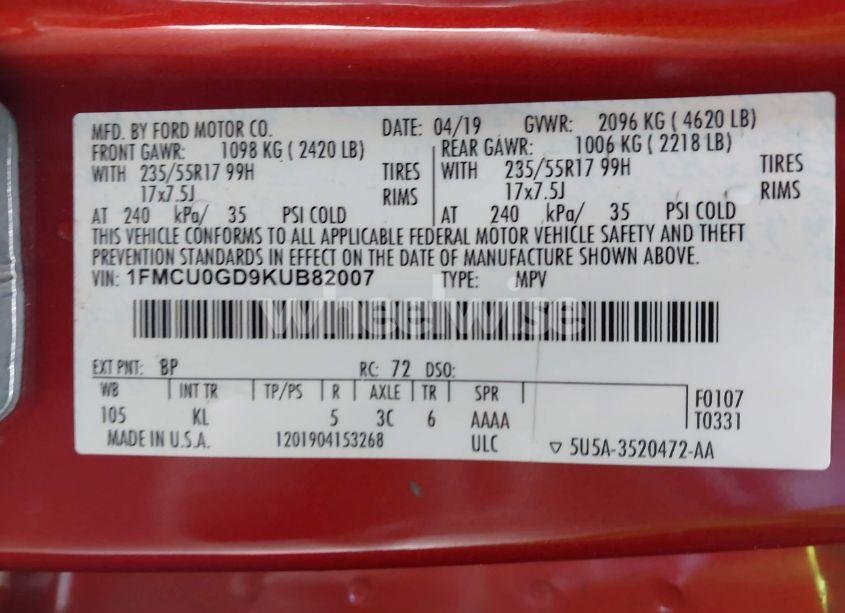 MFD. BY FORD MOTOR CO. DATE: 04/19 GVWR: 2096 KG ( 4620 LB)
FRONT GAWR: 1098 KG ( 2420 LB) REAR GAWR: 1006 KG ( 2218 LB)
WITH 235/55R17 99H TIRES WITH 235/55R17 99H TIRES
17x7.5J RIMS 17x7.5J RIMS
AT 240 kPa/ 35 PSI COLD AT 240 kPa/ 35 PSI COLD
THIS VEHICLE CONFORMS TO ALL APPLICABLE FEDERAL MOTOR VEHICLE SAFETY AND THEFT
PREVENTION STANDARDS IN EFFECT ON THE DATE OF MANUFACTURE SHOWN ABOVE.
VIN: 1FMCU0GD9KUB82007 TYPE: MPV
wheelwise
EXT PNT: BP RC: 72 DSO:
WB INT TR TP/PS R AXLE TR SPR F0107
105 KL 5 3C 6 AAAA T0331
MADE IN U.S.A. 1201904153268 ULC ▽ 5U5A-3520472-AA